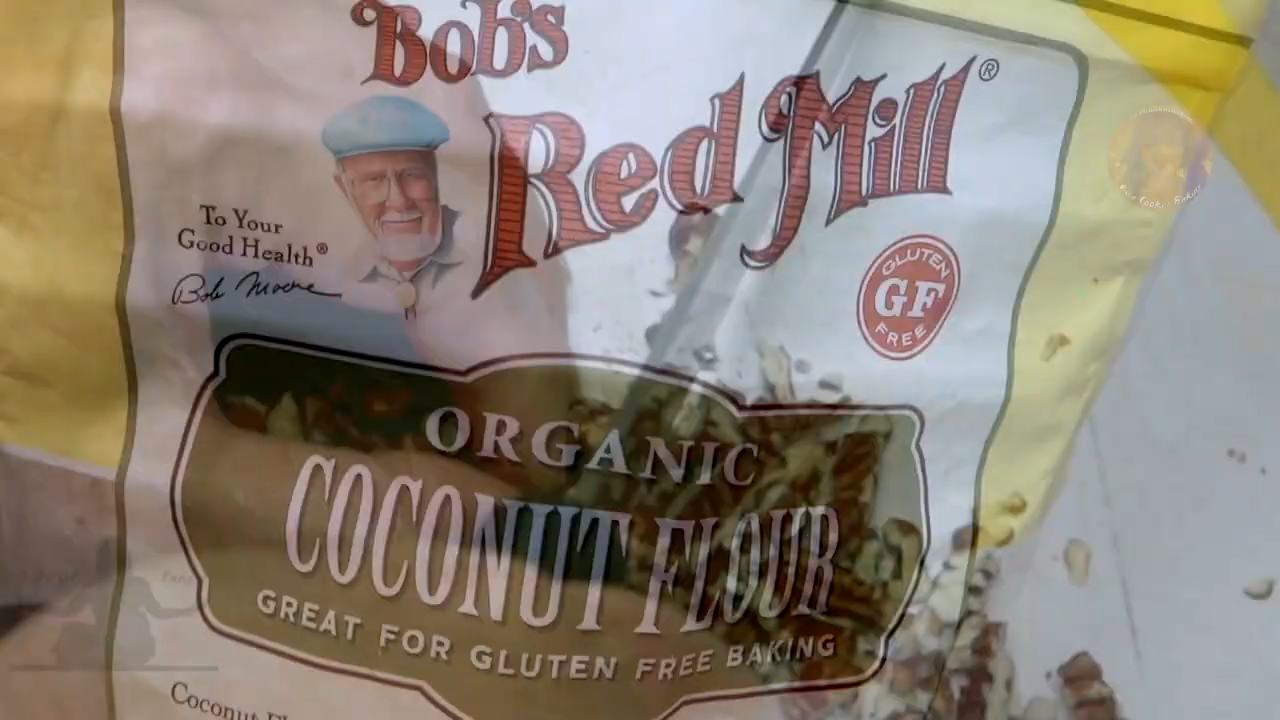 Bob's
Red Mill®
To Your
Good Health®
Bob Moore
GLUTEN
GF
FREE
ORGANIC
COCONUT FLOUR
GREAT FOR GLUTEN FREE BAKING
Coconut